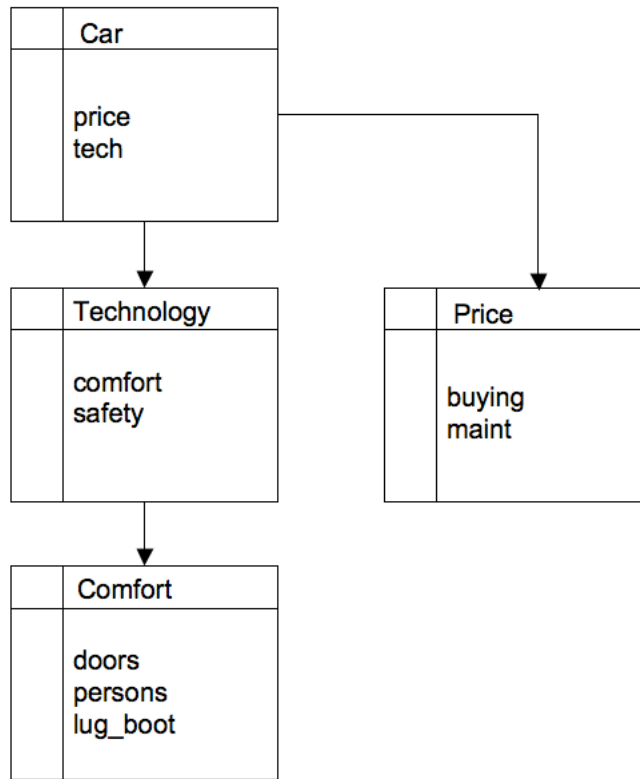 Car
price
tech
Technology
comfort
safety
Price
buying
maint
Comfort
doors
persons
lug_boot